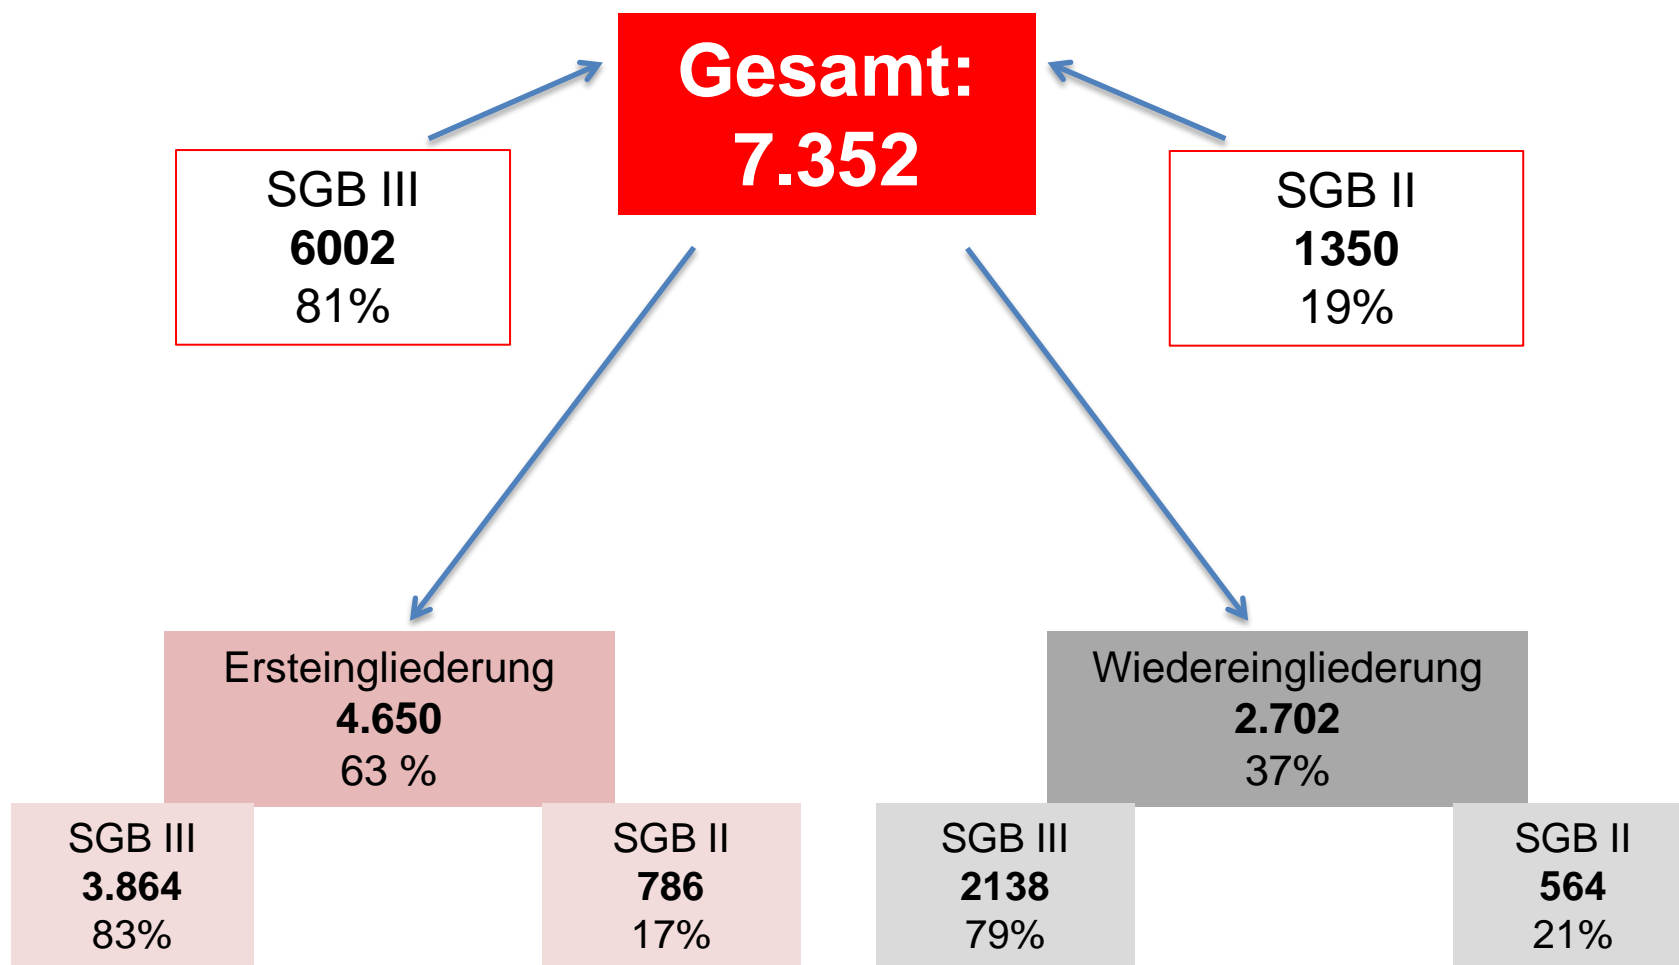 Gesamt:
7.352
SGB III
6002
81%
SGB II
1350
19%
Ersteingliederung
4.650
63 %
Wiedereingliederung
2.702
37%
SGB III
3.864
83%
SGB II
786
17%
SGB III
2138
79%
SGB II
564
21%